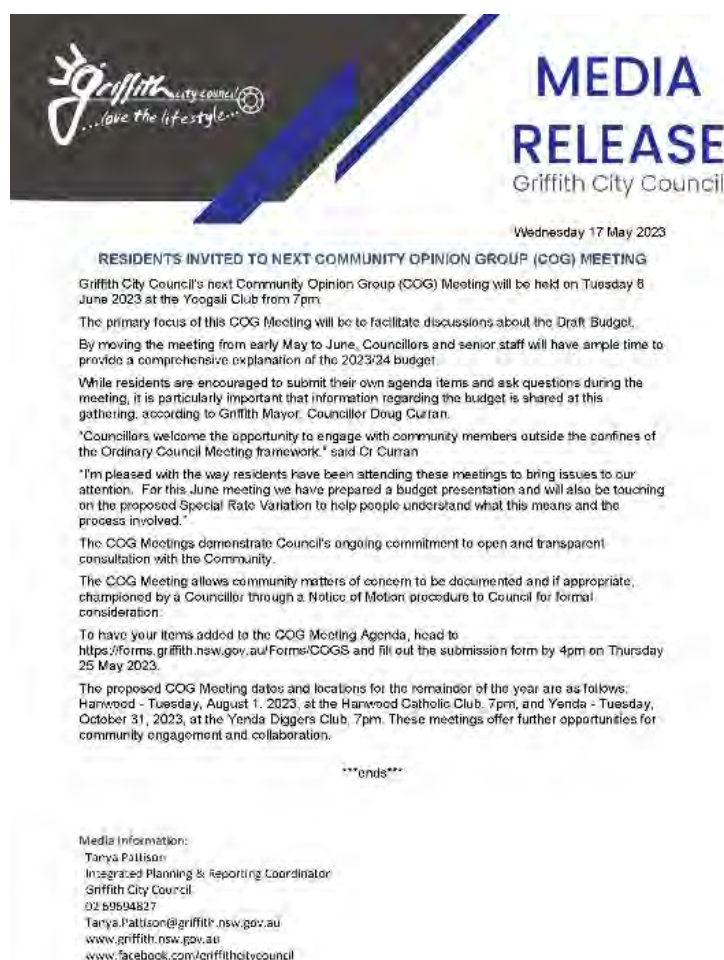 griffith city council
...love the lifestyle...
MEDIA
RELEASE
Griffith City Council
Wednesday 17 May 2023
RESIDENTS INVITED TO NEXT COMMUNITY OPINION GROUP (COG) MEETING
Griffith City Council's next Community Opinion Group (COG) Meeting will be held on Tuesday 6
June 2023 at the Yoogali Club from 7pm.
The primary focus of this COG Meeting will be to facilitate discussions about the Draft Budget.
By moving the meeting from early May to June, Councillors and senior staff will have ample time to
provide a comprehensive explanation of the 2023/24 budget.
While residents are encouraged to submit their own agenda items and ask questions during the
meeting, it is particularly important that information regarding the budget is shared at this
gathering, according to Griffith Mayor, Councillor Doug Curran.
"Councillors welcome the opportunity to engage with community members outside the confines of
the Ordinary Council Meeting framework," said Cr Curran
"I'm pleased with the way residents have been attending these meetings to bring issues to our
attention. For this June meeting we have prepared a budget presentation and will also be touching
on the proposed Special Rate Variation to help people understand what this means and the
process involved."
The COG Meetings demonstrate Council's ongoing commitment to open and transparent
consultation with the Community.
The COG Meeting allows community matters of concern to be documented and if appropriate,
championed by a Councillor through a Notice of Motion procedure to Council for formal
consideration.
To have your items added to the COG Meeting Agenda, head to
https://forms.griffith.nsw.gov.au/Forms/COGS and fill out the submission form by 4pm on Thursday
25 May 2023.
The proposed COG Meeting dates and locations for the remainder of the year are as follows:
Hanwood - Tuesday, August 1, 2023, at the Hanwood Catholic Club, 7pm, and Yenda - Tuesday,
October 31, 2023, at the Yenda Diggers Club, 7pm. These meetings offer further opportunities for
community engagement and collaboration.
***ends***
Media Information:
Tanya Pattison
Integrated Planning & Reporting Coordinator
Griffith City Council
02 69694827
Tanya.Pattison@griffith.nsw.gov.au
www.griffith.nsw.gov.au
www.facebook.com/griffithcitycouncil